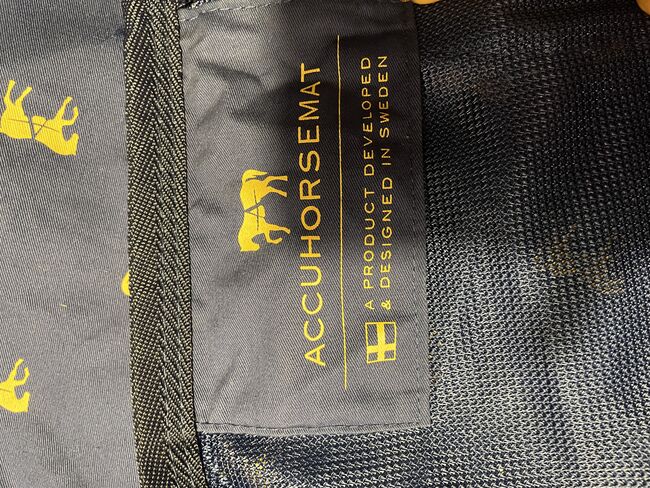 ACCUHORSEMAT
A PRODUCT DEVELOPED
& DESIGNED IN SWEDEN